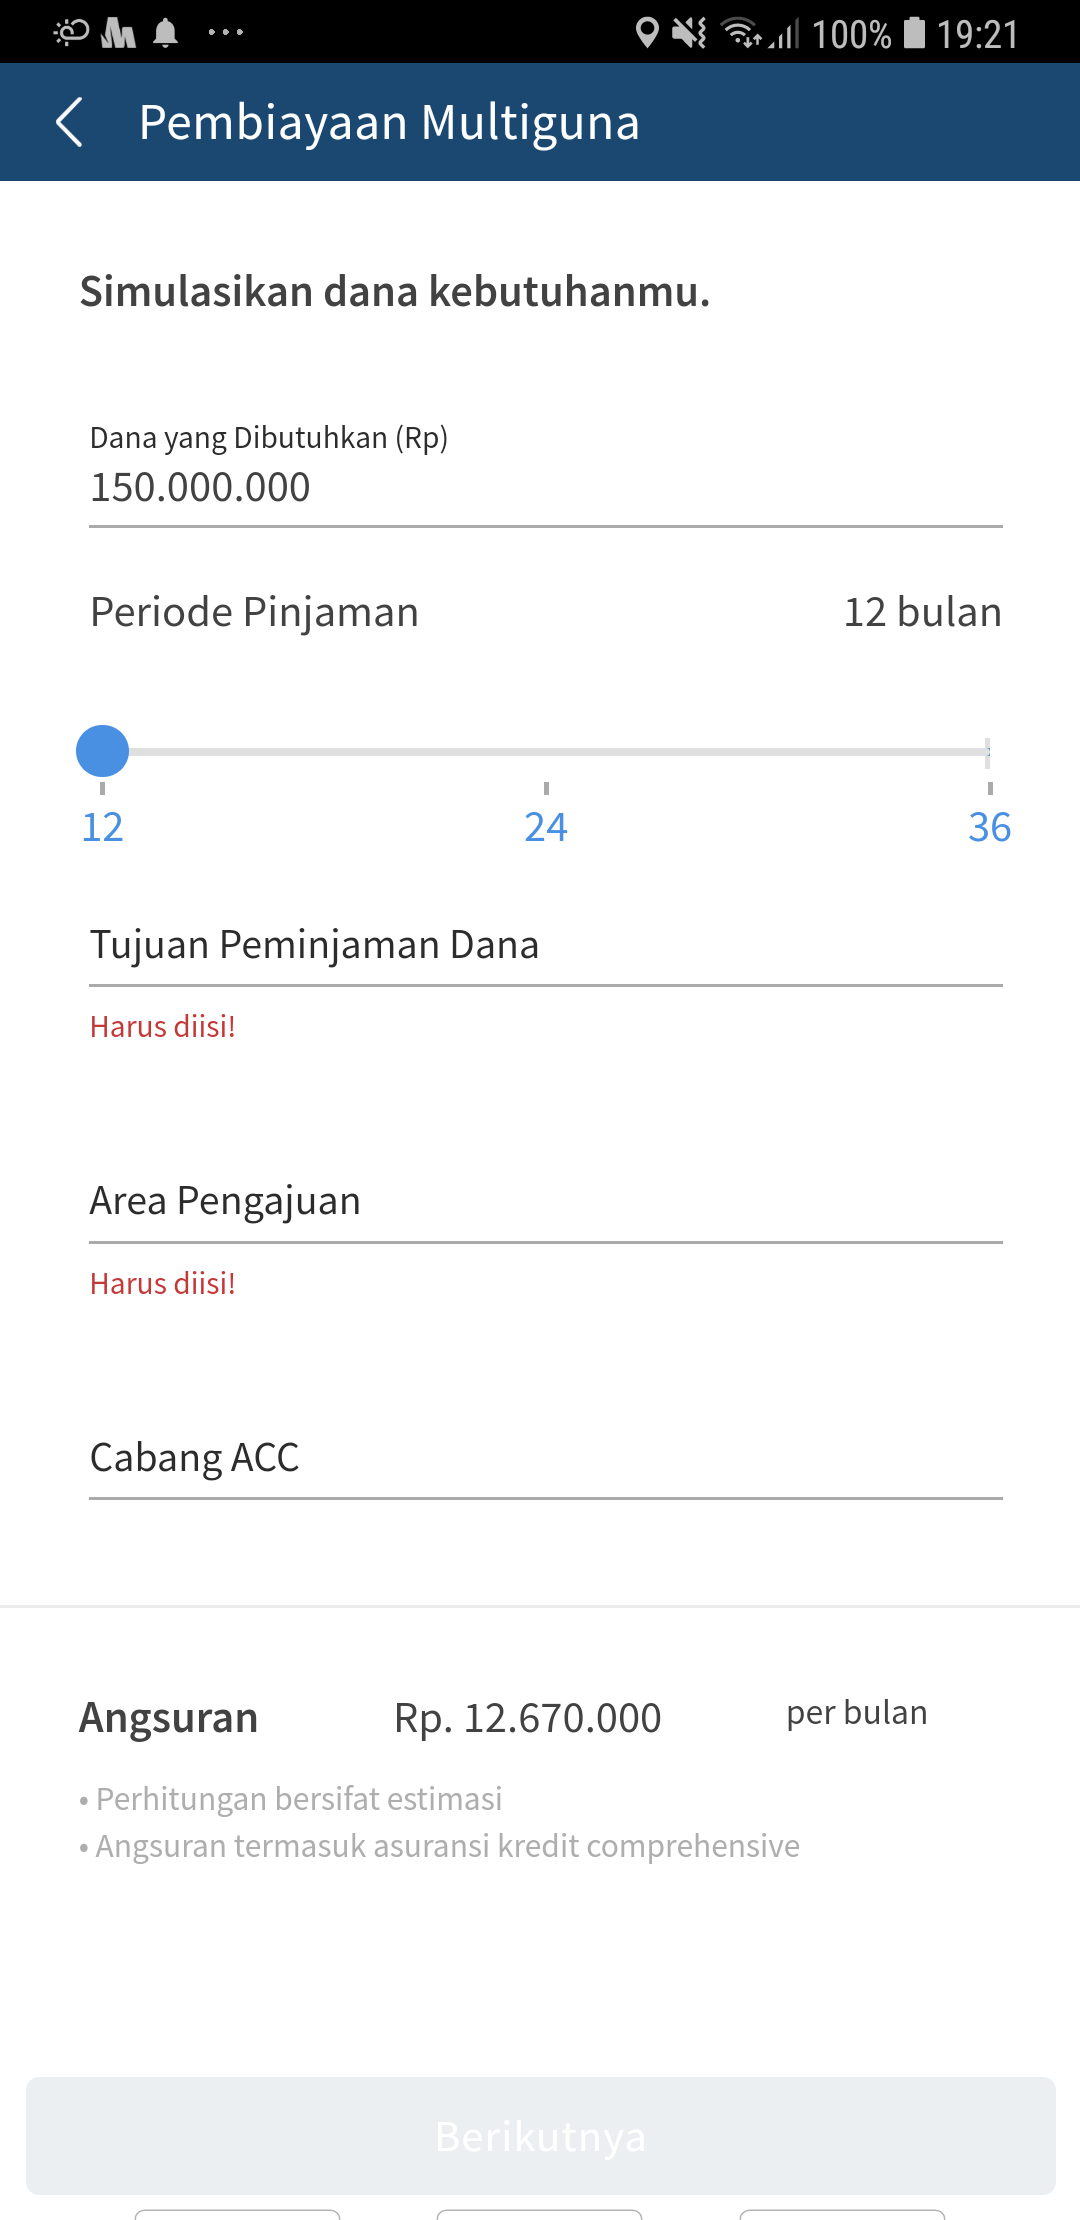 100% 19:21
Pembiayaan Multiguna
Simulasikan dana kebutuhanmu.
Dana yang Dibutuhkan (Rp)
150.000.000
Periode Pinjaman 12 bulan
12 24 36
Tujuan Peminjaman Dana
Harus diisi!
Area Pengajuan
Harus diisi!
Cabang ACC
Angsuran Rp. 12.670.000 per bulan
• Perhitungan bersifat estimasi
• Angsuran termasuk asuransi kredit comprehensive
Berikutnya